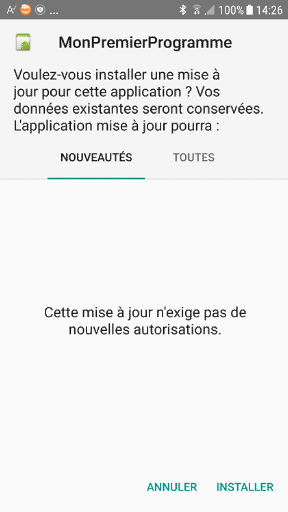 ... 100% 14:26
MonPremierProgramme
Voulez-vous installer une mise à
jour pour cette application ? Vos
données existantes seront conservées.
L'application mise à jour pourra :
NOUVEAUTÉS TOUTES
Cette mise à jour n'exige pas de
nouvelles autorisations.
ANNULER INSTALLER